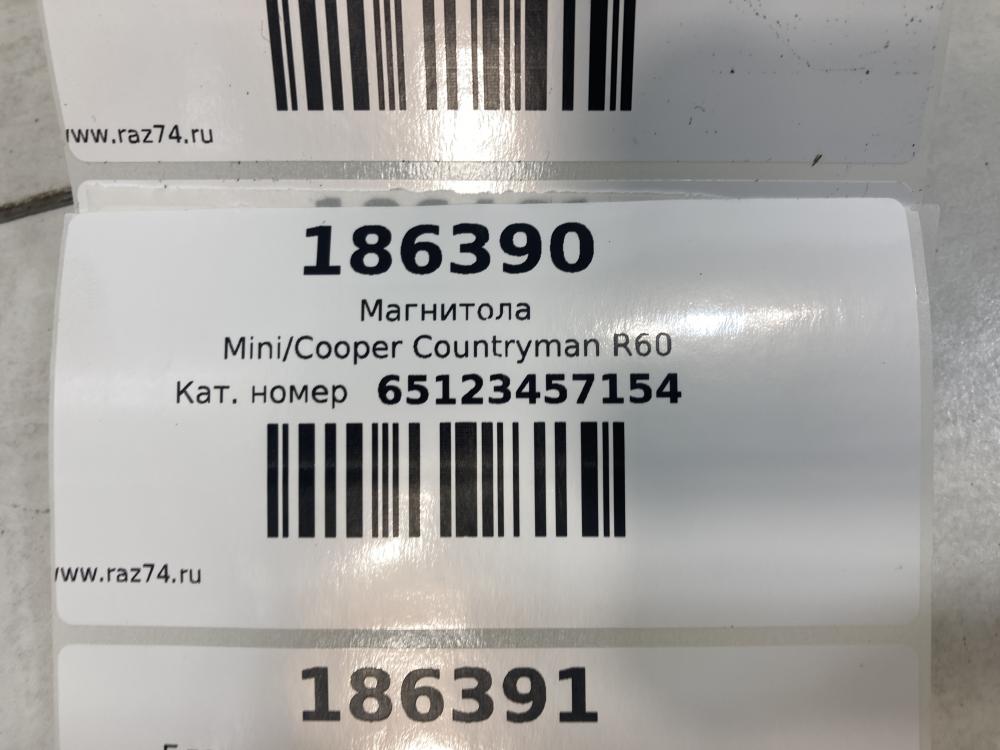 www.raz74.ru
186390
Магнитола
Mini/Cooper Countryman R60
Кат. номер 65123457154
www.raz74.ru
186391